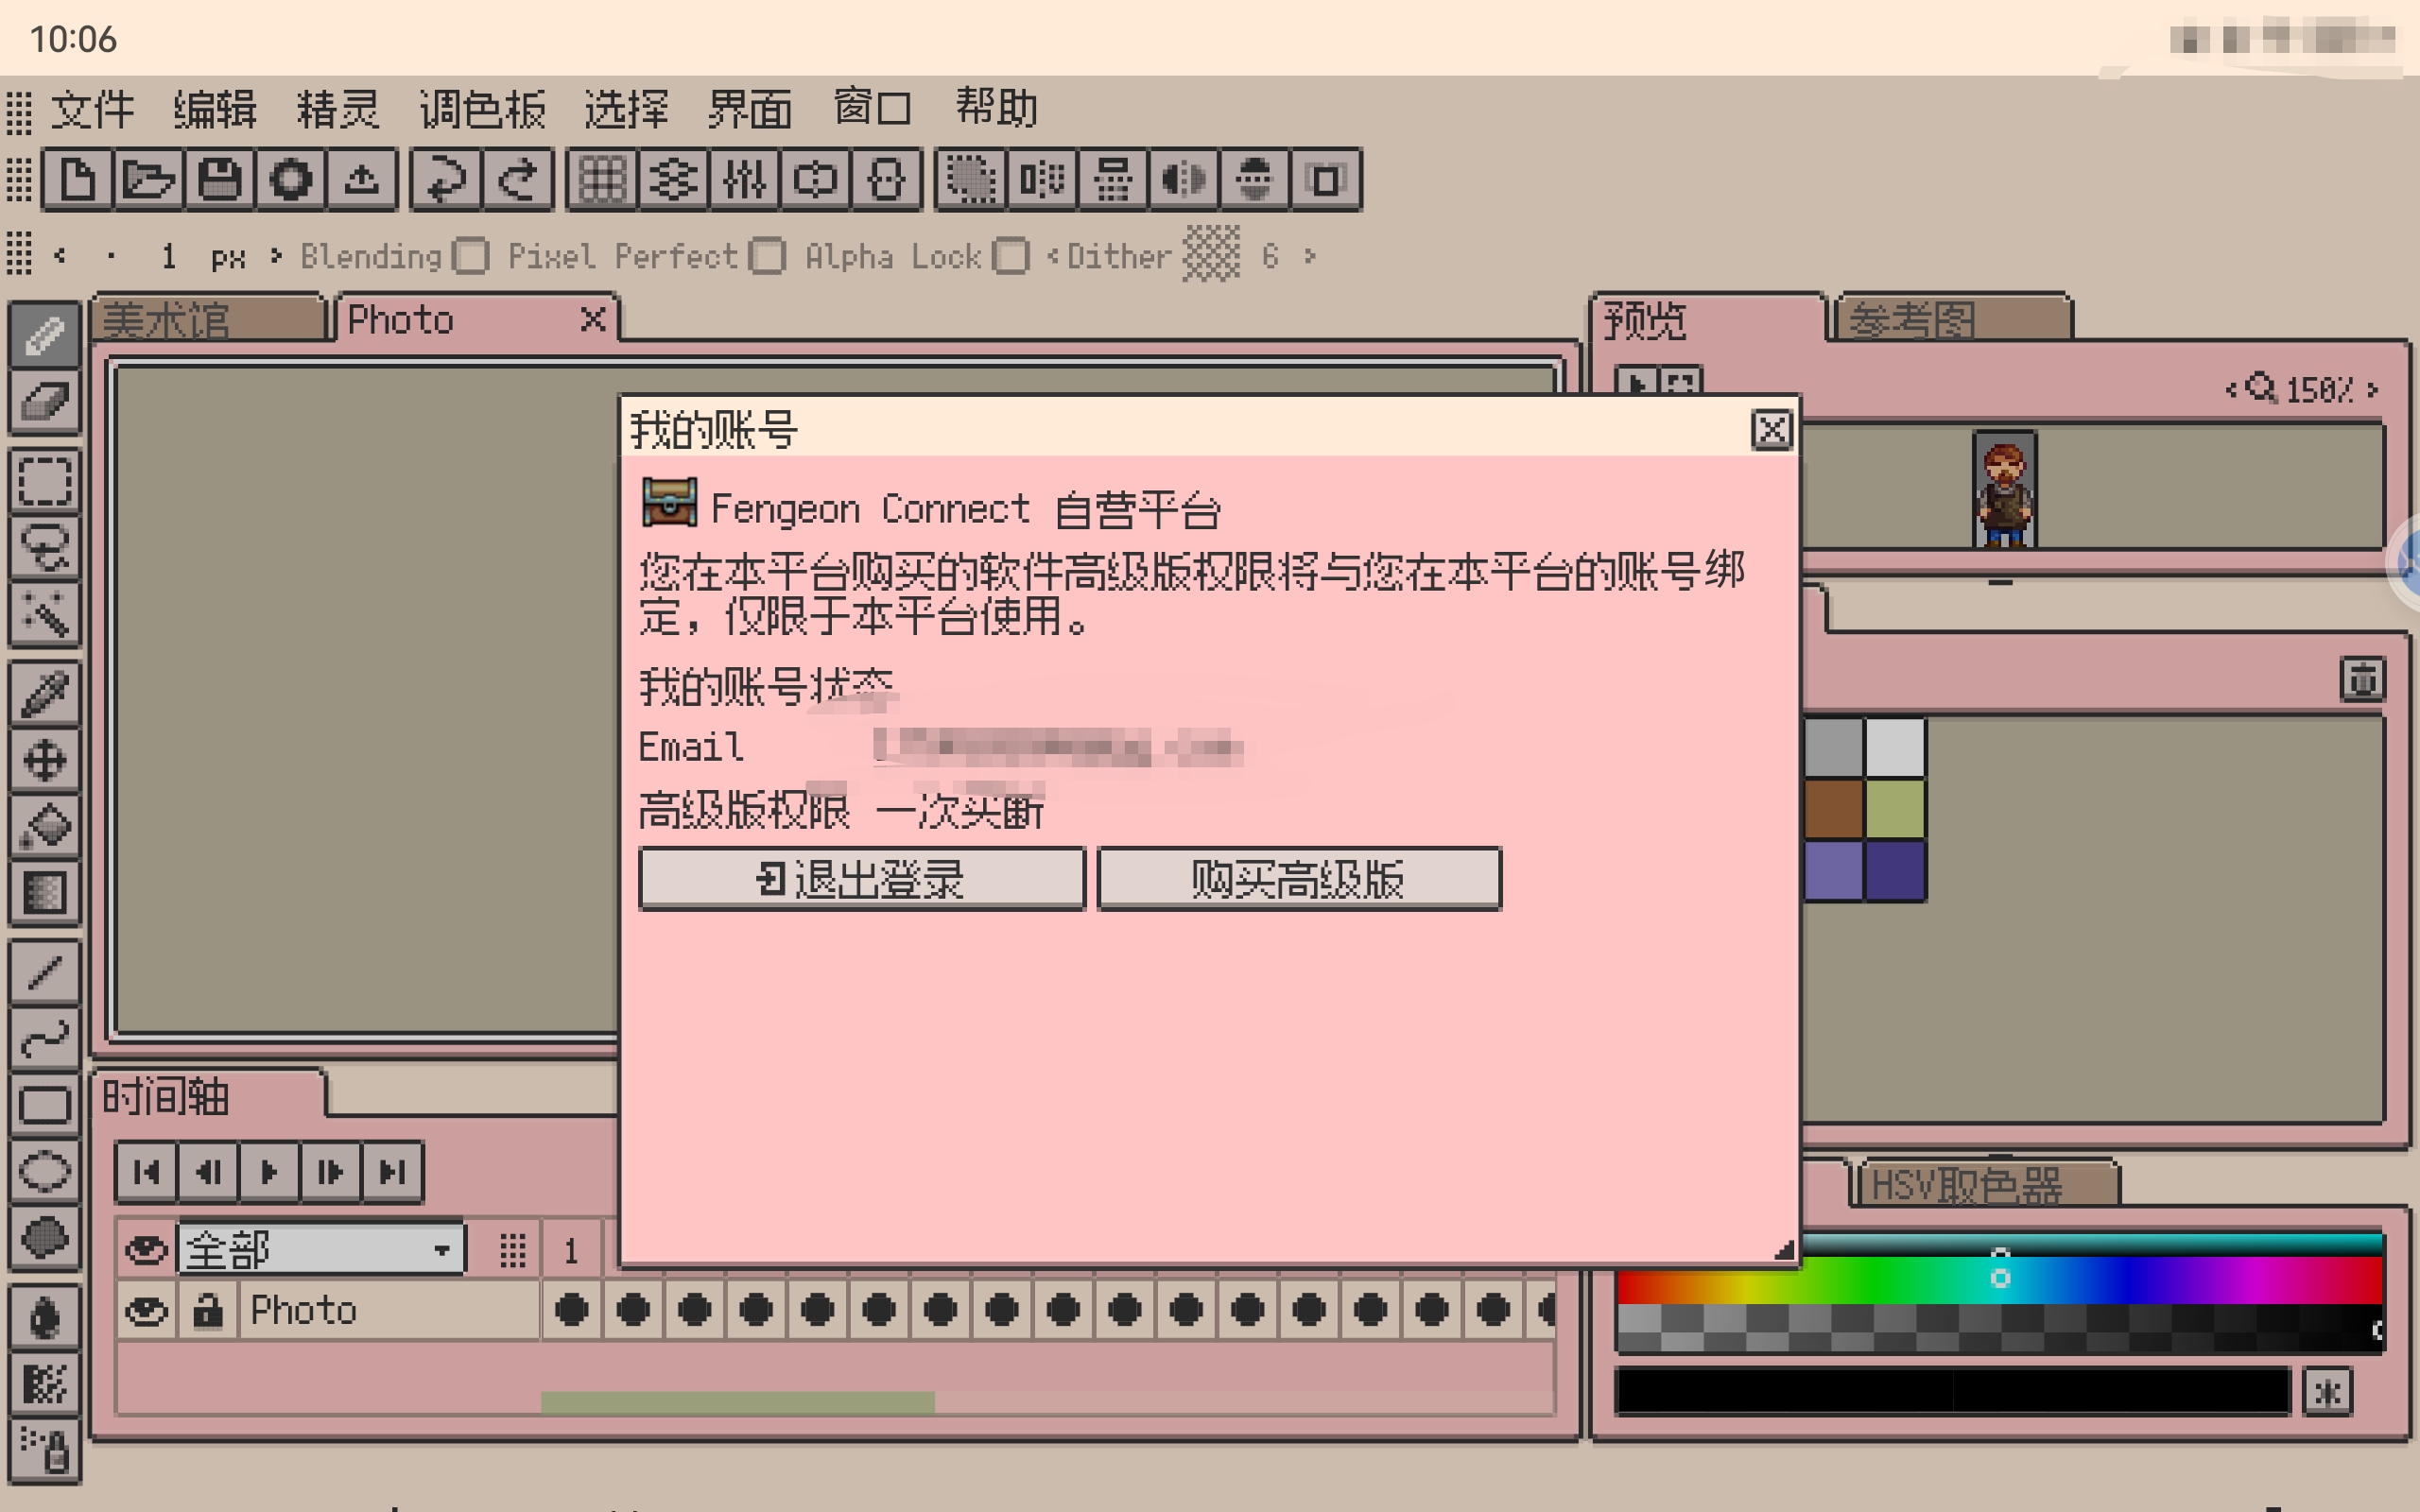 10:06
文件 编辑 精灵 调色板 选择 界面 窗口 帮助
< · 1 px > Blending Pixel Perfect Alpha Lock < Dither 6 >
美术馆 Photo
预览 参考图
<150%>
我的账号
Fengeon Connect 自营平台
您在本平台购买的软件高级版权限将与您在本平台的账号绑
定，仅限于本平台使用。
我的账号状态
Email
高级版权限 一次买断
退出登录 购买高级版
时间轴
HSV取色器
全部 1
Photo